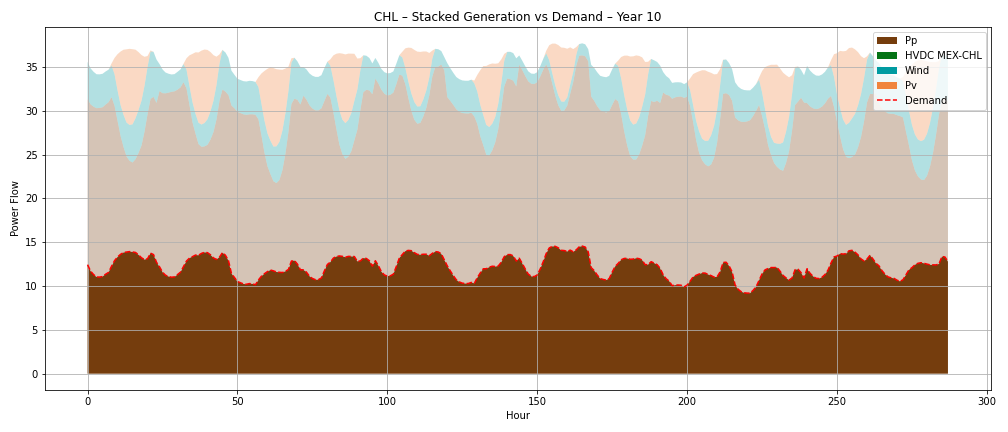 CHL – Stacked Generation vs Demand – Year 10
Power Flow
35
30
25
20
15
10
5
0
0 50 100 150 200 250 300
Hour
Pp
HVDC MEX-CHL
Wind
Pv
Demand